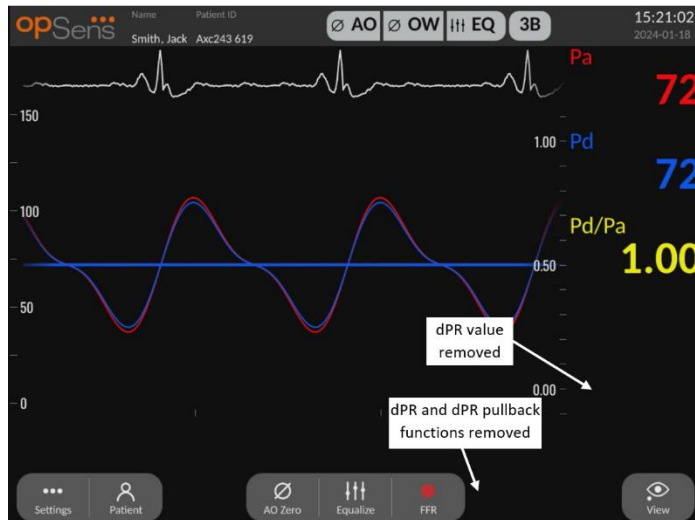 opSens
Name
Patient ID
Smith, Jack Axc243 619
Ø AO
Ø OW
EQ
3B
15:21:02
2024-01-18
150
100
50
0
1.00
0.50
0.00
Pa
72
Pd
72
Pd/Pa
1.00
dPR value
removed
dPR and dPR pullback
functions removed
Settings
Patient
AO Zero
Equalize
FFR
View